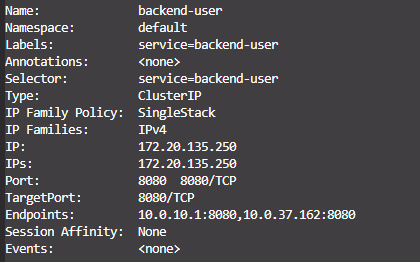 Name: backend-user
Namespace: default
Labels: service=backend-user
Annotations: <none>
Selector: service=backend-user
Type: ClusterIP
IP Family Policy: SingleStack
IP Families: IPv4
IP: 172.20.135.250
IPs: 172.20.135.250
Port: 8080 8080/TCP
TargetPort: 8080/TCP
Endpoints: 10.0.10.1:8080,10.0.37.162:8080
Session Affinity: None
Events: <none>